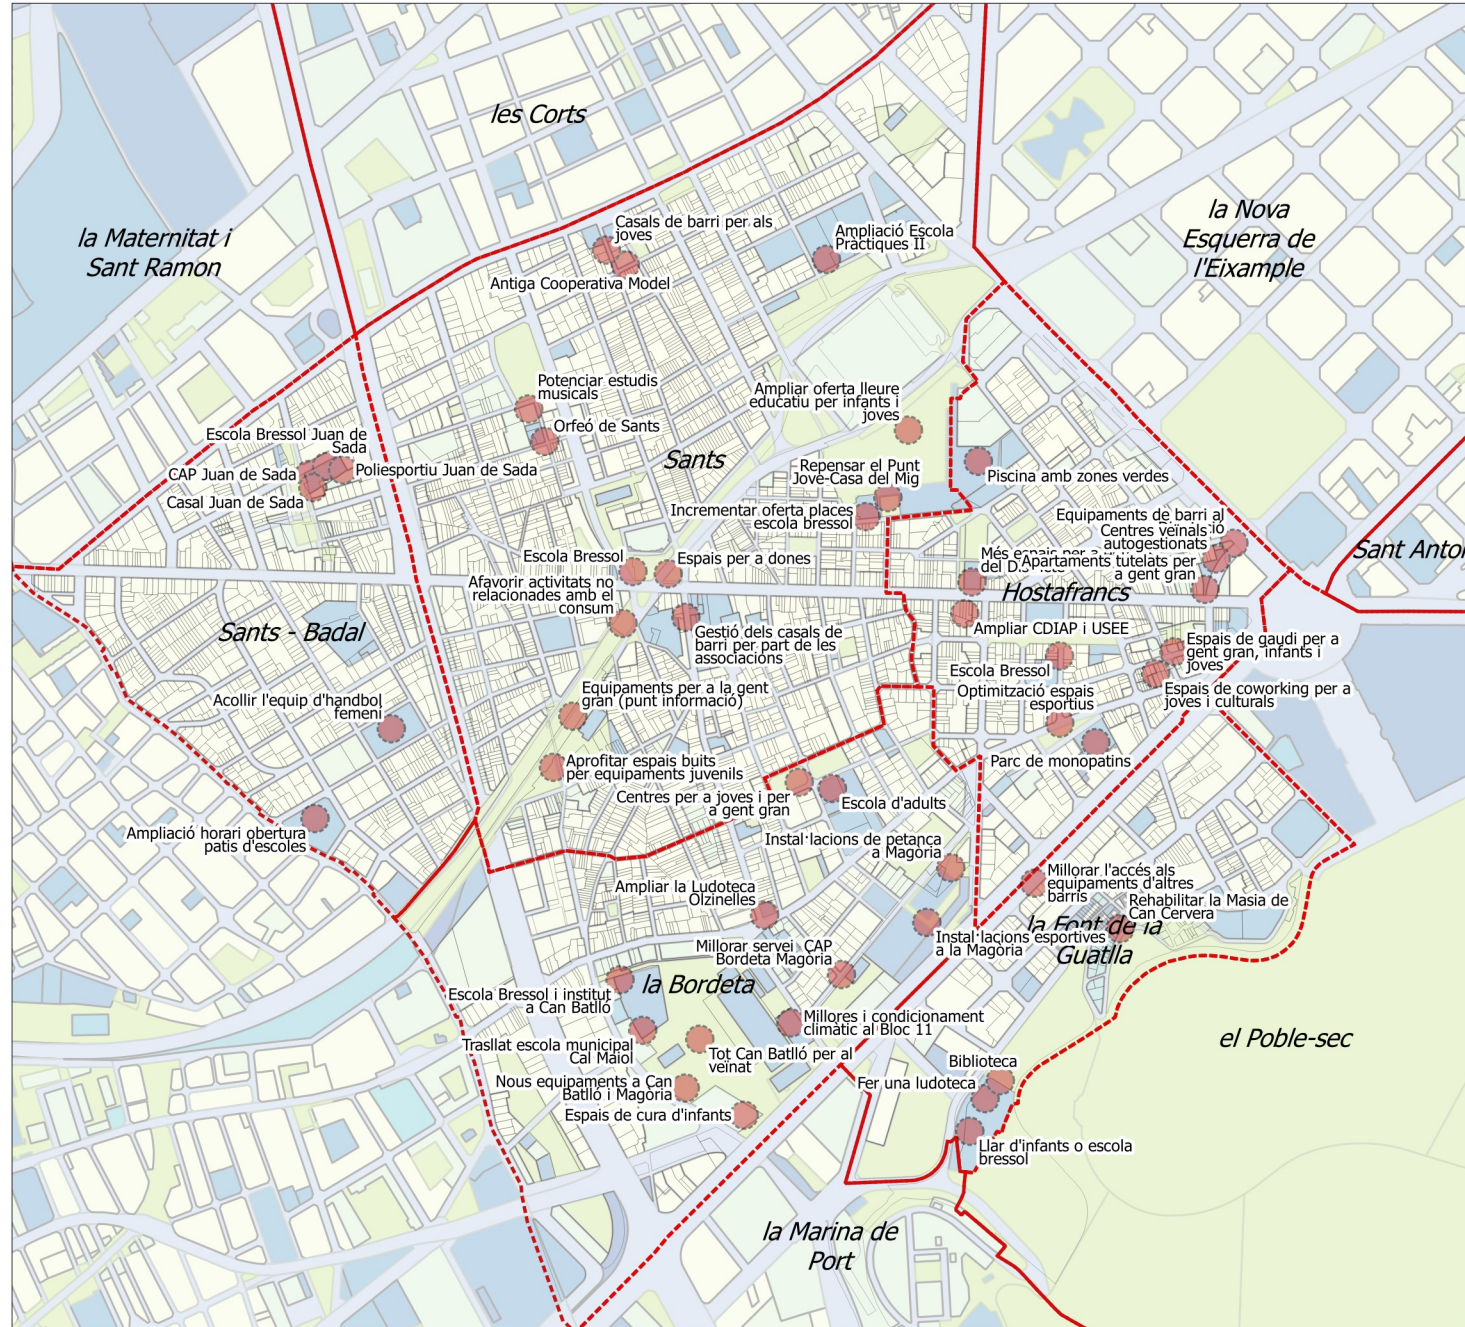 les Corts
la Maternitat i
Sant Ramon
la Nova
Esquerra de
l'Eixample
Casals de barri per als
joves
Antiga Cooperativa Model
Ampliació Escola
Pràctiques II
Potenciar estudis
musicals
Orfeó de Sants
Ampliar oferta lleure
educatiu per infants i
joves
Escola Bressol Juan de
Sada
CAP Juan de Sada
Poliesportiu Juan de Sada
Casal Juan de Sada
Sants
Repensar el Punt
Jove-Casa del Mig
Piscina amb zones verdes
Incrementar oferta places
escola bressol
Equipaments de barri al
Centres veïnals
autogestionats
Sant Anto
Escola Bressol
Espais per a dones
Més espais per a
del D
Apartaments tutelats per
a gent gran
Hostafrancs
Afavorir activitats no
relacionades amb el
consum
Sants - Badal
Gestió dels casals de
barri per part de les
associacions
Ampliar CDIAP i USEE
Espais de gaudi per a
gent gran, infants i
joves
Escola Bressol
Optimització espais
esportius
Espais de coworking per a
joves i culturals
Equipaments per a la gent
gran (punt informació)
Acollir l'equip d'handbol
femení
Parc de monopatins
Aprofitar espais buits
per equipaments juvenils
Centres per a joves i per
a gent gran
Escola d'adults
Ampliació horari obertura
patis d'escoles
Instal·lacions de petanca
a Magòria
Millorar l'accés als
equipaments d'altres
barris
Ampliar la Ludoteca
Olzinelles
Rehabilitar la Masia de
Can Cervera
la Font de la
Guatlla
Instal·lacions esportives
a la Magòria
Millorar servei CAP
Bordeta Magòria
la Bordeta
Escola Bressol i institut
a Can Batlló
Millores i condicionament
climàtic al Bloc 11
Trasllat escola municipal
Cal Maiol
el Poble-sec
Tot Can Batlló per al
veïnat
Biblioteca
Fer una ludoteca
Nous equipaments a Can
Batlló i Magòria
Espais de cura d'infants
Llar d'infants o escola
bressol
la Marina de
Port